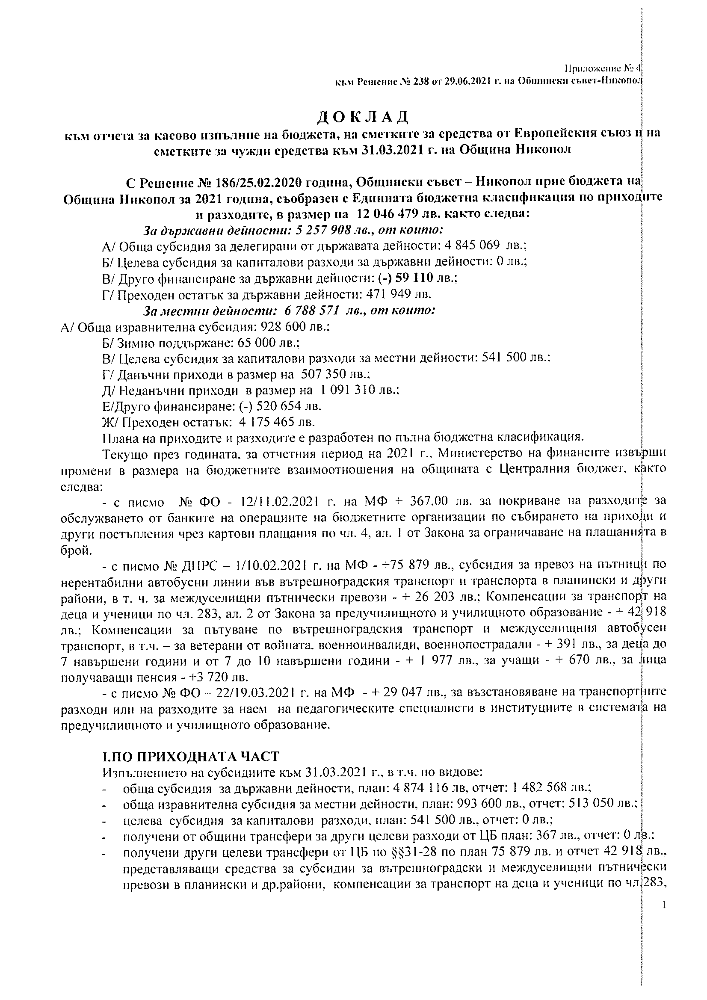 Приложение № 4
към Решение № 238 от 29.06.2021 г. на Общински съвет-Никопол
Д О К Л А Д
към отчета за касово изпълние на бюджета, на сметките за средства от Европейския съюз и на
сметките за чужди средства към 31.03.2021 г. на Община Никопол
С Решение № 186/25.02.2020 година, Общински съвет – Никопол прие бюджета на
Община Никопол за 2021 година, съобразен с Единната бюджетна класификация по приходите
и разходите, в размер на 12 046 479 лв. както следва:
За държавни дейности: 5 257 908 лв., от които:
А/ Обща субсидия за делегирани от държавата дейности: 4 845 069 лв.;
Б/ Целева субсидия за капиталови разходи за държавни дейности: 0 лв.;
В/ Друго финансиране за държавни дейности: (-) 59 110 лв.;
Г/ Преходен остатък за държавни дейности: 471 949 лв.
За местни дейности: 6 788 571 лв., от които:
А/ Обща изравнителна субсидия: 928 600 лв.;
Б/ Зимно поддържане: 65 000 лв.;
В/ Целева субсидия за капиталови разходи за местни дейности: 541 500 лв.;
Г/ Данъчни приходи в размер на 507 350 лв.;
Д/ Неданъчни приходи в размер на 1 091 310 лв.;
Е/Друго финансиране: (-) 520 654 лв.
Ж/ Преходен остатък: 4 175 465 лв.
Плана на приходите и разходите е разработен по пълна бюджетна класификация.
Текущо през годината, за отчетния период на 2021 г., Министерство на финансите извърши
промени в размера на бюджетните взаимоотношения на общината с Централния бюджет, както
следва:
- с писмо № ФО - 12/11.02.2021 г. на МФ + 367,00 лв. за покриване на разходите за
обслужването от банките на операциите на бюджетните организации по събирането на приходи и
други постъпления чрез картови плащания по чл. 4, ал. 1 от Закона за ограничаване на плащанията в
брой.
- с писмо № ДПРС – 1/10.02.2021 г. на МФ - +75 879 лв., субсидия за превоз на пътници по
нерентабилни автобусни линии във вътрешноградския транспорт и транспорта в планински и други
райони, в т. ч. за междуселищни пътнически превози - + 26 203 лв.; Компенсации за транспорт на
деца и ученици по чл. 283, ал. 2 от Закона за предучилищното и училищното образование - + 42 918
лв.; Компенсации за пътуване по вътрешноградския транспорт и междуселищния автобусен
транспорт, в т.ч. – за ветерани от войната, военноинвалиди, военнопострадали - + 391 лв., за деца до
7 навършени години и от 7 до 10 навършени години - + 1 977 лв., за учащи - + 670 лв., за лица
получаващи пенсия - +3 720 лв.
- с писмо № ФО – 22/19.03.2021 г. на МФ - + 29 047 лв., за възстановяване на транспортните
разходи или на разходите за наем на педагогическите специалисти в институциите в системата на
предучилищното и училищното образование.
I.ПО ПРИХОДНАТА ЧАСТ
Изпълнението на субсидиите към 31.03.2021 г., в т.ч. по видове:
- обща субсидия за държавни дейности, план: 4 874 116 лв, отчет: 1 482 568 лв.;
- обща изравнителна субсидия за местни дейности, план: 993 600 лв., отчет: 513 050 лв.;
- целева субсидия за капиталови разходи, план: 541 500 лв., отчет: 0 лв.;
- получени от общини трансфери за други целеви разходи от ЦБ план: 367 лв., отчет: 0 лв.;
- получени други целеви трансфери от ЦБ по §§31-28 по план 75 879 лв. и отчет 42 918 лв.,
представляващи средства за субсидии за вътрешноградски и междуселищни пътнически
превози в планински и др.райони, компенсации за транспорт на деца и ученици по чл.283,
1